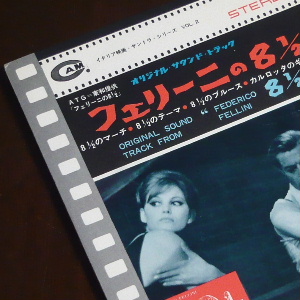 イタリア映画・サントラ・シリーズ VOL.2
STEREO
CAM
オリジナル・サウンド・トラック
ATG－東和提供
「フェリーニの8½」
フェリーニの8½
8½のマーチ・8½のテーマ・8½のブルース・カルロッタの
ORIGINAL SOUND
TRACK FROM
"FEDERICO
FELLINI
8½